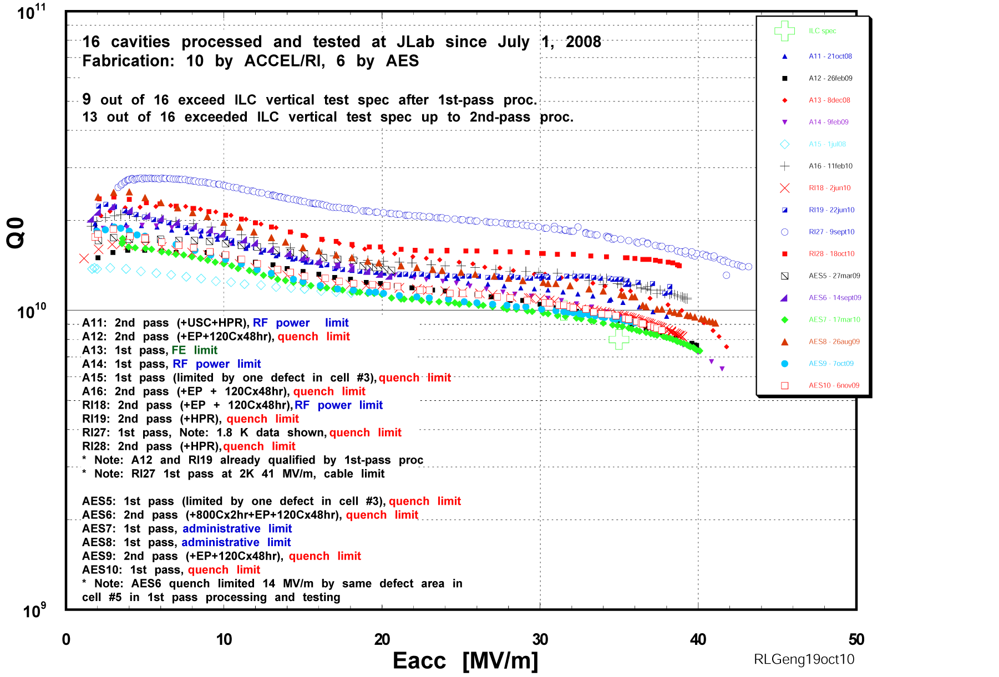 10^11
16 cavities processed and tested at JLab since July 1, 2008
Fabrication: 10 by ACCEL/RI, 6 by AES
9 out of 16 exceed ILC vertical test spec after 1st-pass proc.
13 out of 16 exceeded ILC vertical test spec up to 2nd-pass proc.
ILC spec
A11 - 21oct08
A12 - 26feb09
A13 - 8dec08
A14 - 9feb09
A15 - 1jul08
A16 - 11feb10
RI18 - 2jun10
RI19 - 22jun10
RI27 - 9sept10
RI28 - 18oct10
AES5 - 27mar09
AES6 - 14sept09
AES7 - 17mar10
AES8 - 26aug09
AES9 - 7oct09
AES10 - 6nov09
Q0
10^10
A11: 2nd pass (+USC+HPR), RF power limit
A12: 2nd pass (+EP+120Cx48hr), quench limit
A13: 1st pass, FE limit
A14: 1st pass, RF power limit
A15: 1st pass (limited by one defect in cell #3), quench limit
A16: 2nd pass (+EP + 120Cx48hr), quench limit
RI18: 2nd pass (+EP + 120Cx48hr), RF power limit
RI19: 2nd pass (+HPR), quench limit
RI27: 1st pass, Note: 1.8 K data shown, quench limit
RI28: 2nd pass (+HPR), quench limit
* Note: A12 and RI19 already qualified by 1st-pass proc
* Note: RI27 1st pass at 2K 41 MV/m, cable limit
AES5: 1st pass (limited by one defect in cell #3), quench limit
AES6: 2nd pass (+800Cx2hr+EP+120Cx48hr), quench limit
AES7: 1st pass, administrative limit
AES8: 1st pass, administrative limit
AES9: 2nd pass (+EP+120Cx48hr), quench limit
AES10: 1st pass, quench limit
* Note: AES6 quench limited 14 MV/m by same defect area in
cell #5 in 1st pass processing and testing
10^9
0 10 20 30 40 50
Eacc [MV/m]
RLGeng19oct10